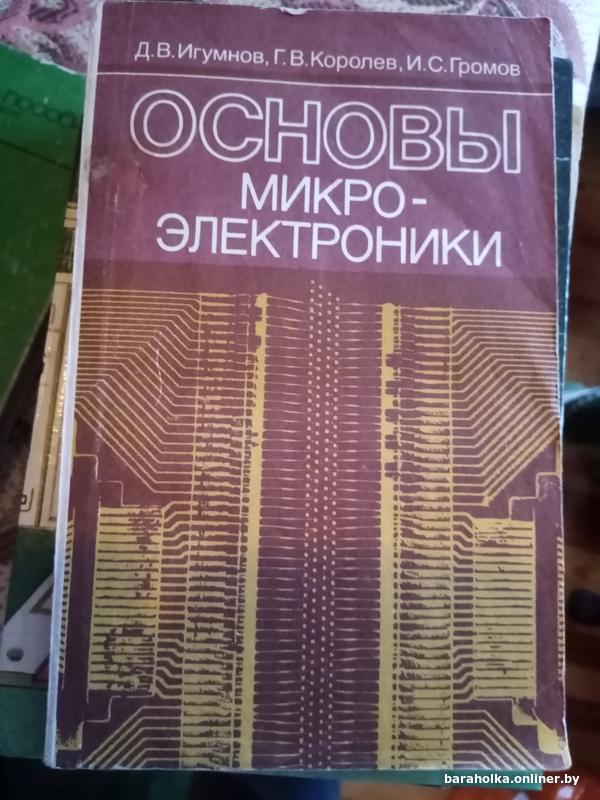 Д.В.Игумнов, Г.В.Королев, И.С.Громов
ОСНОВЫ
МИКРО-
ЭЛЕКТРОНИКИ
baraholka.onliner.by